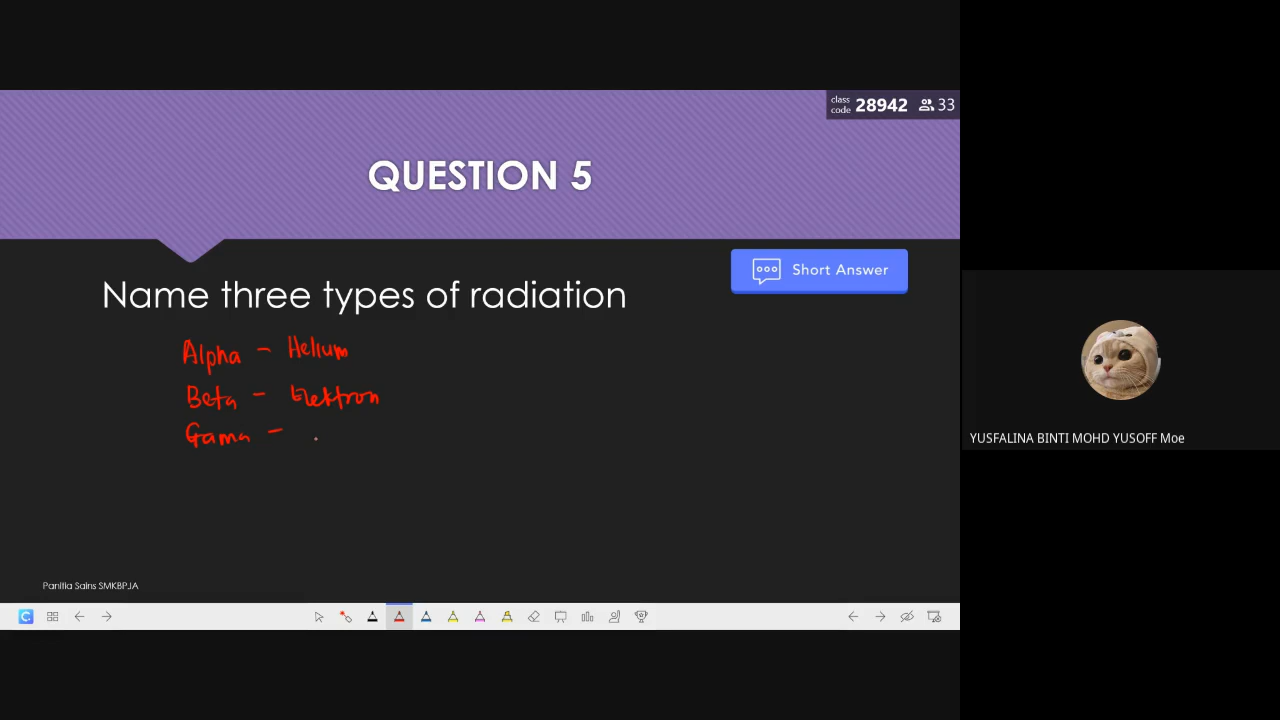 class code 28942 33
QUESTION 5
Short Answer
Name three types of radiation
Alpha - Helium
Beta - Elektron
Gama -
YUSFALINA BINTI MOHD YUSOFF Moe
Panitia Sains SMKBPJA